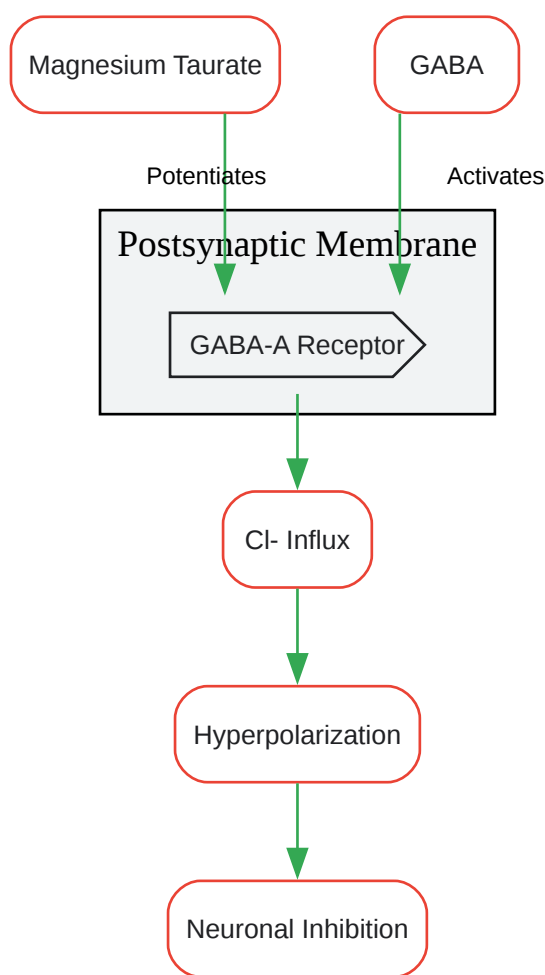 Magnesium Taurate
GABA
Potentiates
Activates
Postsynaptic Membrane
GABA-A Receptor
Cl- Influx
Hyperpolarization
Neuronal Inhibition